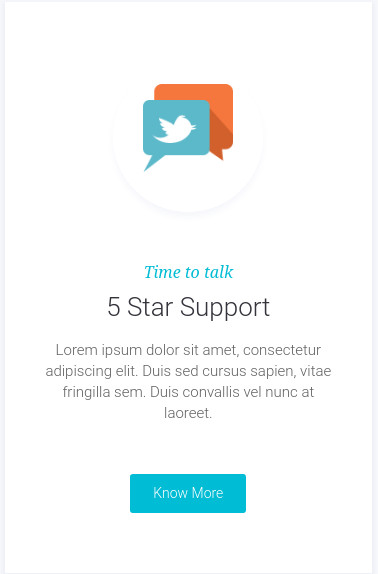 Time to talk
5 Star Support
Lorem ipsum dolor sit amet, consectetur
adipiscing elit. Duis sed cursus sapien, vitae
fringilla sem. Duis convallis vel nunc at
laoreet.
Know More